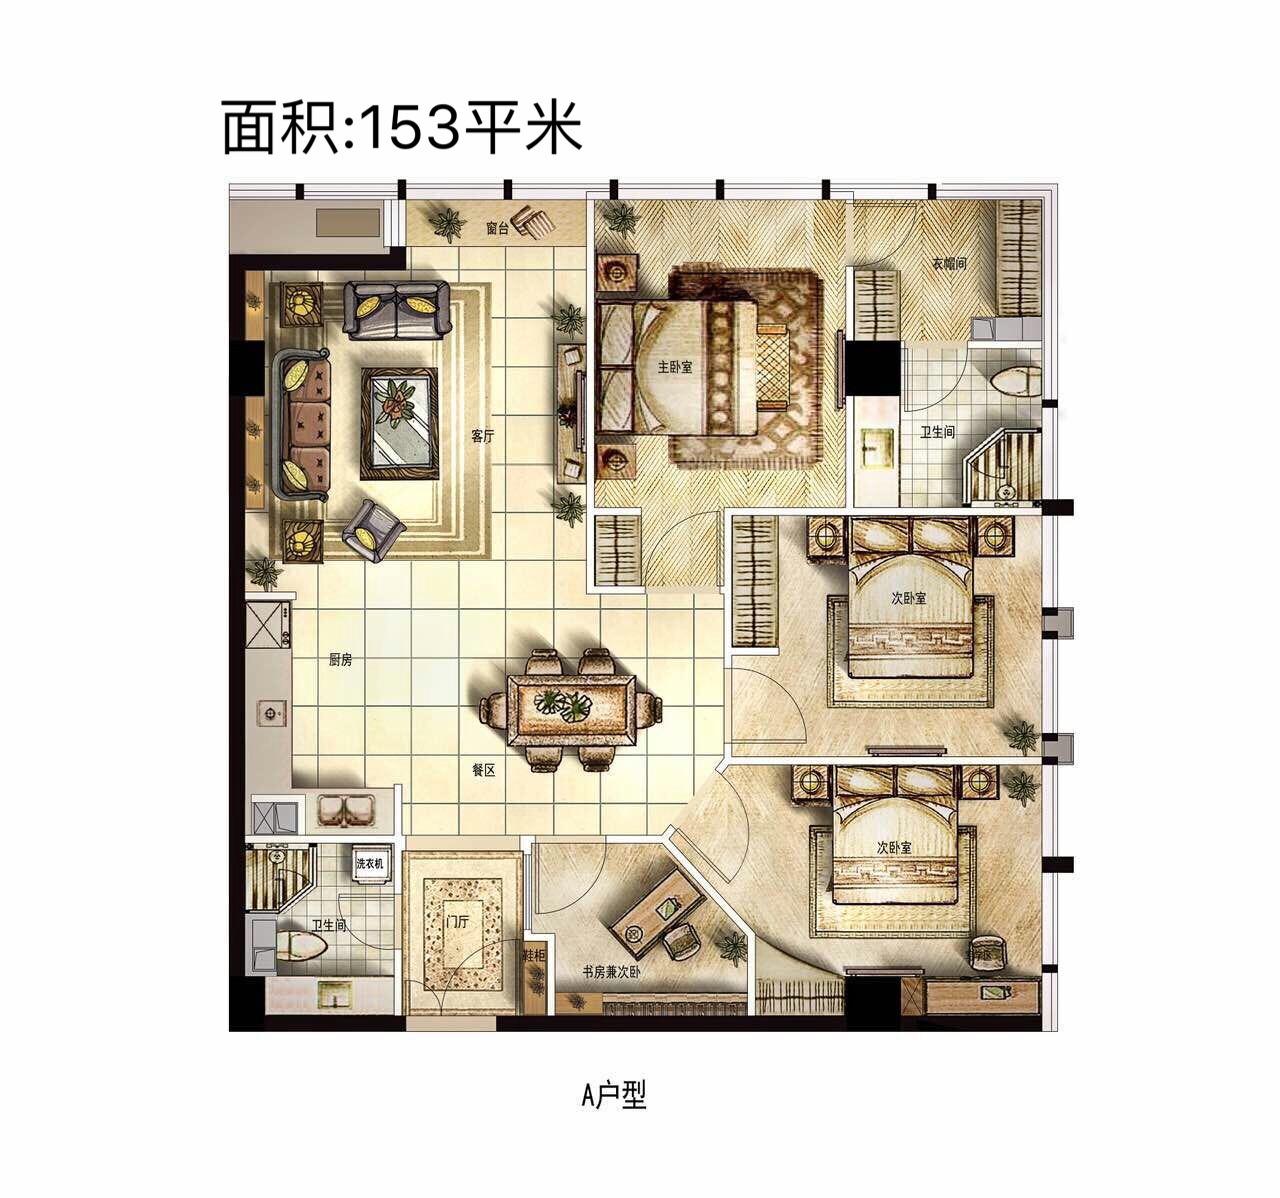 面积:153平米
窗台
衣帽间
主卧室
客厅
卫生间
次卧室
厨房
餐区
次卧室
洗衣机
门厅
卫生间
鞋柜
书房兼次卧
A户型